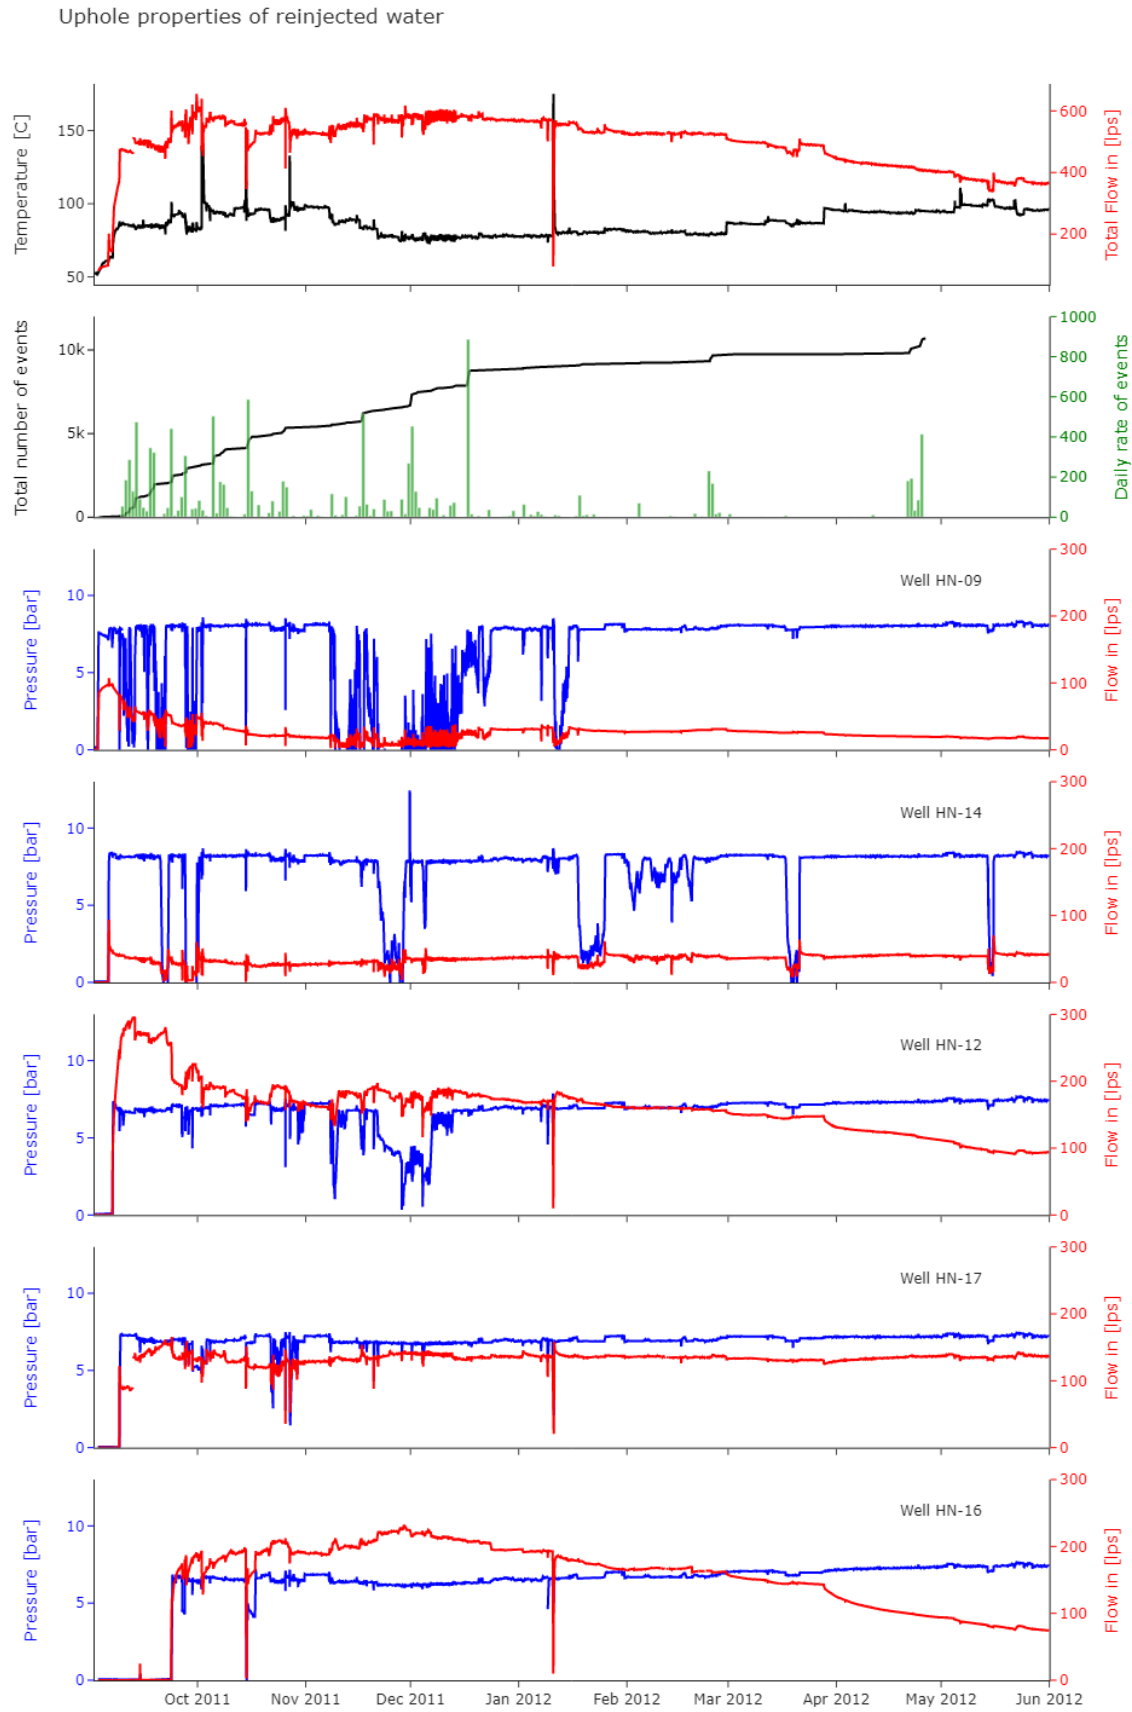 Uphole properties of reinjected water
Temperature [C]
150
100
50
Total Flow in [lps]
600
400
200
Total number of events
10k
5k
0
Daily rate of events
1000
800
600
400
200
0
Well HN-09
Pressure [bar]
10
5
0
Flow in [lps]
300
200
100
0
Well HN-14
Pressure [bar]
10
5
0
Flow in [lps]
300
200
100
0
Well HN-12
Pressure [bar]
10
5
0
Flow in [lps]
300
200
100
0
Well HN-17
Pressure [bar]
10
5
0
Flow in [lps]
300
200
100
0
Well HN-16
Pressure [bar]
10
5
0
Flow in [lps]
300
200
100
0
Oct 2011 Nov 2011 Dec 2011 Jan 2012 Feb 2012 Mar 2012 Apr 2012 May 2012 Jun 2012